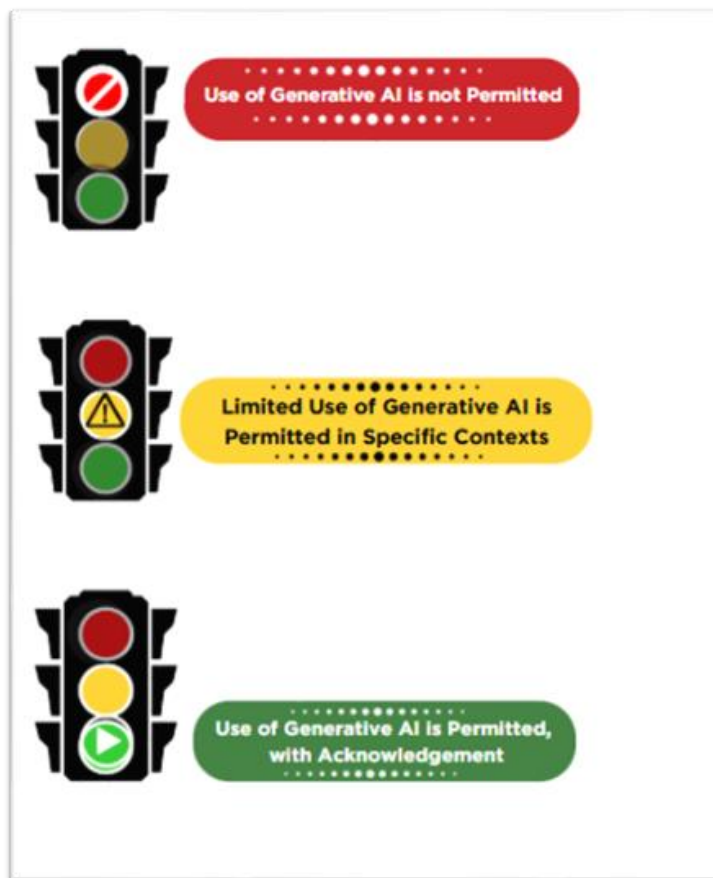 Use of Generative AI is not Permitted
Limited Use of Generative AI is
Permitted in Specific Contexts
Use of Generative AI is Permitted,
with Acknowledgement